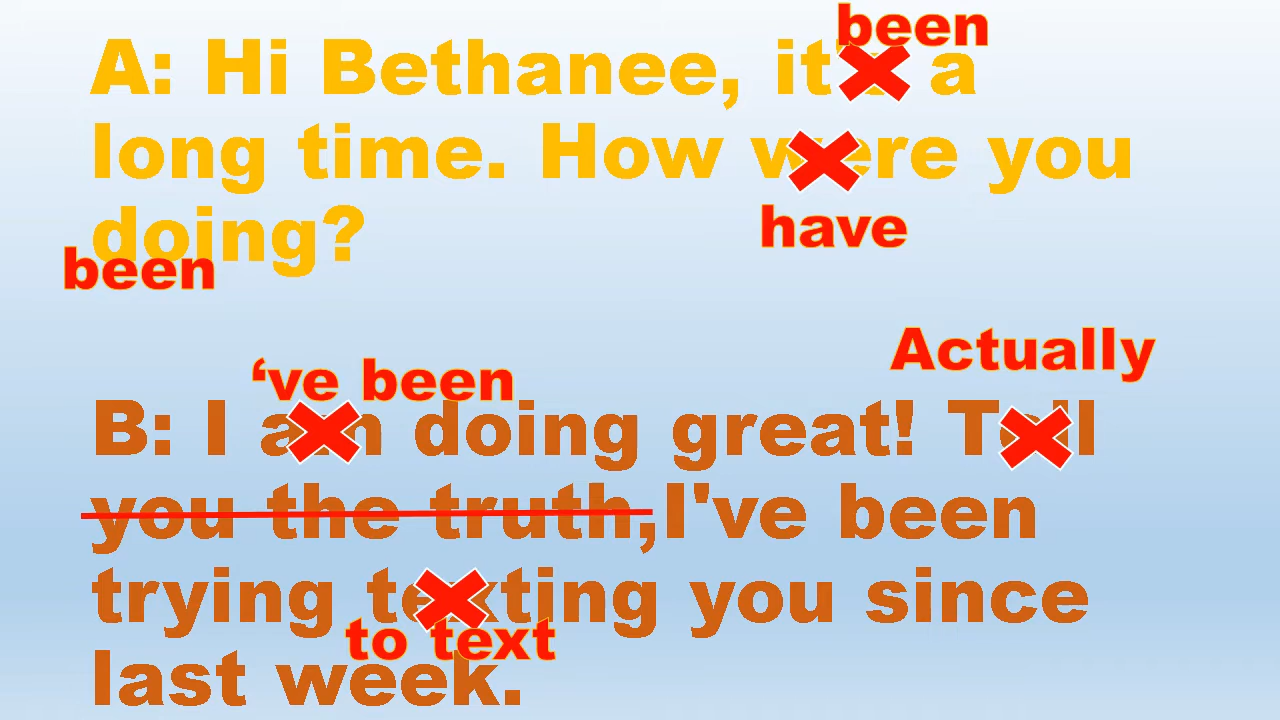 been
A: Hi Bethanee, it's a
long time. How were you
have
doing?
been
Actually
've been
B: I am doing great! Tell
you the truth,I've been
trying texting you since
to text
last week.